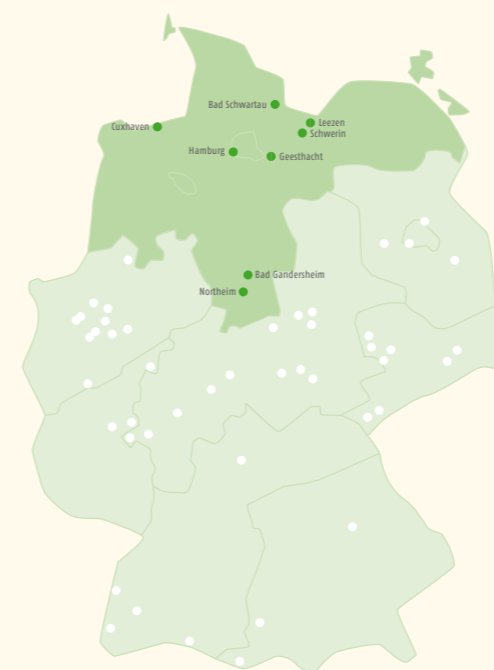 Bad Schwartau
Cuxhaven
Leezen
Schwerin
Hamburg
Geesthacht
Bad Gandersheim
Northeim